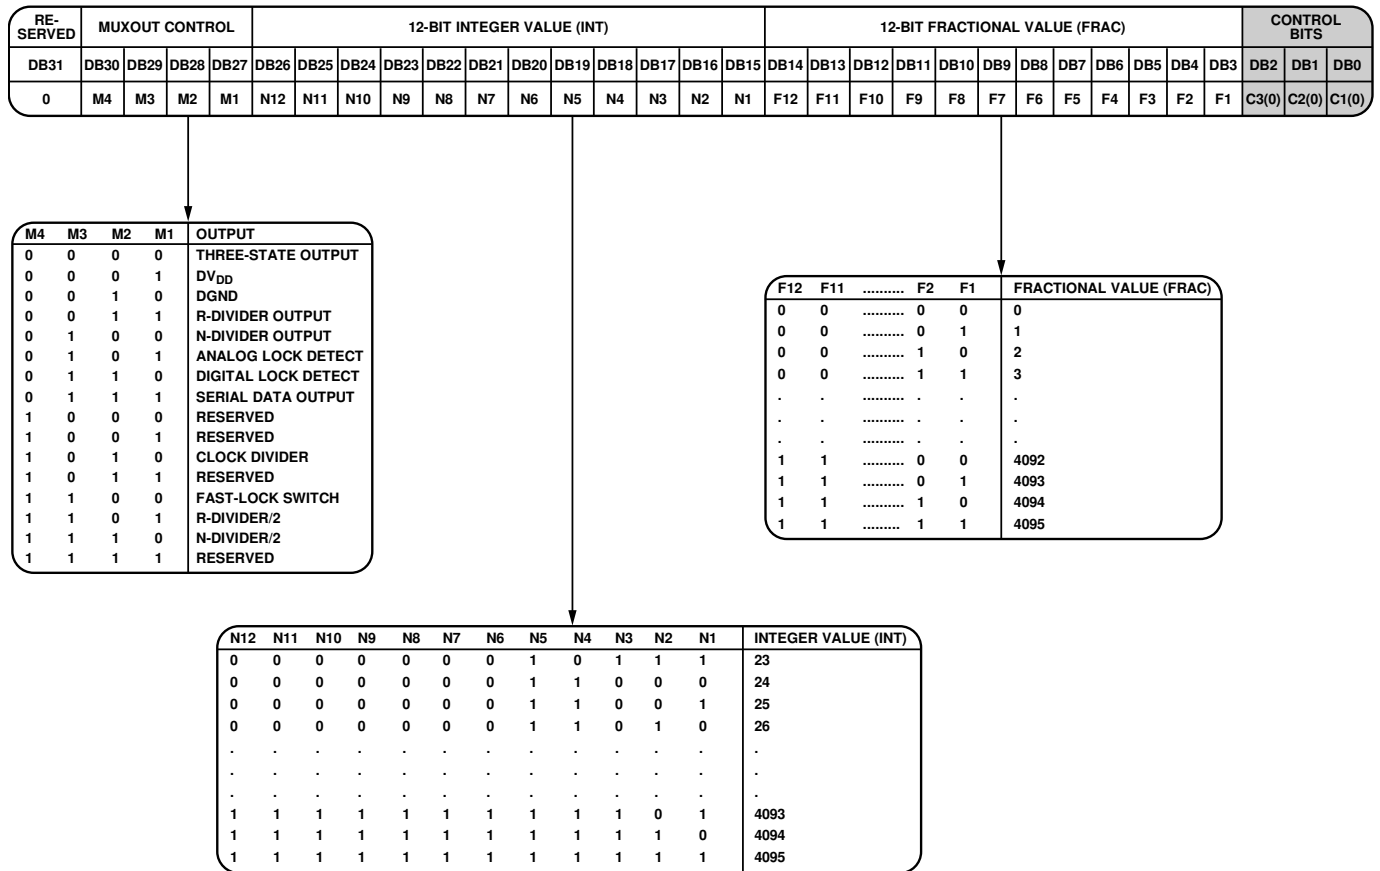 RE-
SERVED MUXOUT CONTROL 12-BIT INTEGER VALUE (INT) 12-BIT FRACTIONAL VALUE (FRAC) CONTROL
BITS
DB31 DB30 DB29 DB28 DB27 DB26 DB25 DB24 DB23 DB22 DB21 DB20 DB19 DB18 DB17 DB16 DB15 DB14 DB13 DB12 DB11 DB10 DB9 DB8 DB7 DB6 DB5 DB4 DB3 DB2 DB1 DB0
0 M4 M3 M2 M1 N12 N11 N10 N9 N8 N7 N6 N5 N4 N3 N2 N1 F12 F11 F10 F9 F8 F7 F6 F5 F4 F3 F2 F1 C3(0) C2(0) C1(0)
M4 M3 M2 M1 OUTPUT
0 0 0 0 THREE-STATE OUTPUT
0 0 0 1 DVDD
0 0 1 0 DGND
0 0 1 1 R-DIVIDER OUTPUT
0 1 0 0 N-DIVIDER OUTPUT
0 1 0 1 ANALOG LOCK DETECT
0 1 1 0 DIGITAL LOCK DETECT
0 1 1 1 SERIAL DATA OUTPUT
1 0 0 0 RESERVED
1 0 0 1 RESERVED
1 0 1 0 CLOCK DIVIDER
1 0 1 1 RESERVED
1 1 0 0 FAST-LOCK SWITCH
1 1 0 1 R-DIVIDER/2
1 1 1 0 N-DIVIDER/2
1 1 1 1 RESERVED
F12 F11 .......... F2 F1 FRACTIONAL VALUE (FRAC)
0 0 .......... 0 0 0
0 0 .......... 0 1 1
0 0 .......... 1 0 2
0 0 .......... 1 1 3
. . .......... . . .
. . .......... . . .
. . .......... . . .
1 1 .......... 0 0 4092
1 1 .......... 0 1 4093
1 1 .......... 1 0 4094
1 1 ......... 1 1 4095
N12 N11 N10 N9 N8 N7 N6 N5 N4 N3 N2 N1 INTEGER VALUE (INT)
0 0 0 0 0 0 0 1 0 1 1 1 23
0 0 0 0 0 0 0 1 1 0 0 0 24
0 0 0 0 0 0 0 1 1 0 0 1 25
0 0 0 0 0 0 0 1 1 0 1 0 26
. . . . . . . . . . . . .
. . . . . . . . . . . . .
. . . . . . . . . . . . .
1 1 1 1 1 1 1 1 1 1 0 1 4093
1 1 1 1 1 1 1 1 1 1 1 0 4094
1 1 1 1 1 1 1 1 1 1 1 1 4095